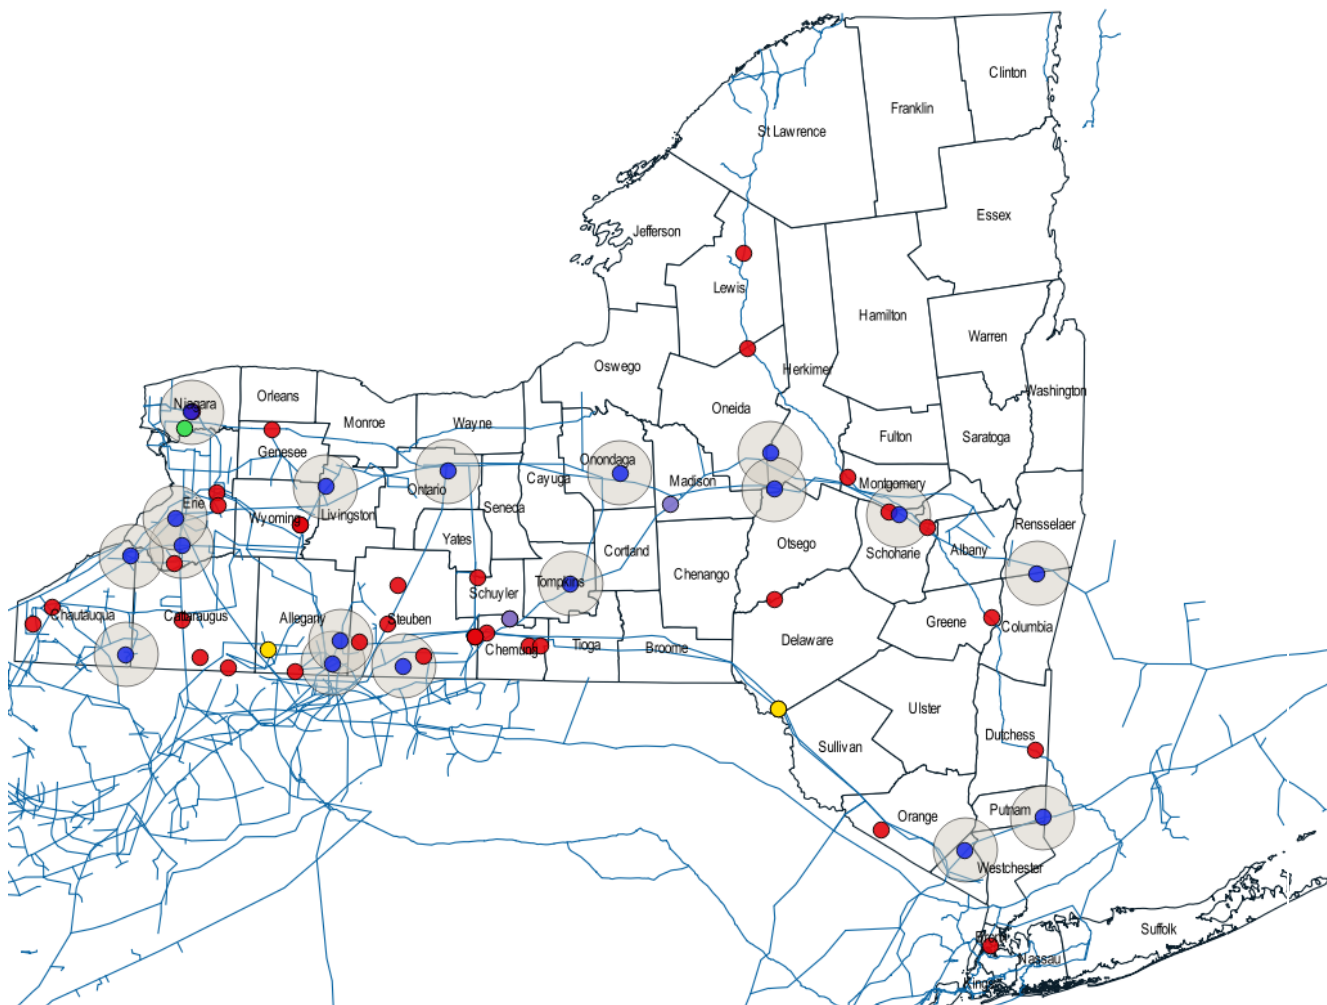 Clinton
Franklin
St Lawrence
Essex
Jefferson
Lewis
Hamilton
Warren
Oswego
Herkimer
Washington
Niagara
Orleans
Oneida
Monroe
Wayne
Fulton
Saratoga
Genesee
Onondaga
Cayuga
Madison
Montgomery
Ontario
Erie
Seneda
Wyoming
Livingston
Rensselaer
Yates
Otsego
Cortland
Schoharie
Albany
Chenango
Tompkins
Schuyler
Chautauqua
Cattaraugus
Allegany
Steuben
Greene
Columbia
Delaware
Chemung
Tioga
Broome
Ulster
Dutchess
Sullivan
Putnam
Orange
Westchester
Suffolk
Nassau